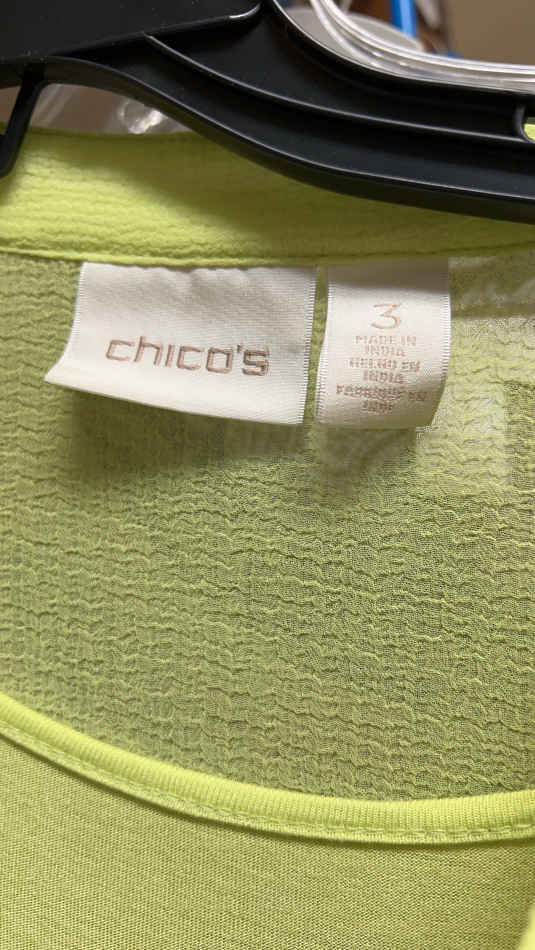 chico's
3
MADE IN
INDIA
HECHO EN
INDIA
FABRIQUE EN
INDE